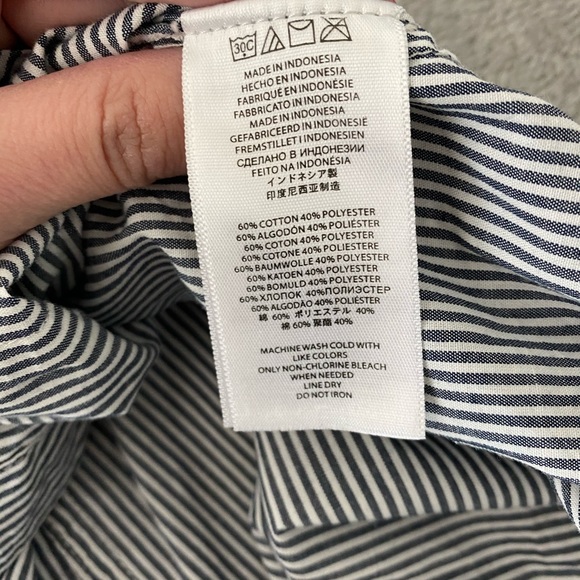 30C
MADE IN INDONESIA
HECHO EN INDONESIA
FABRIQUÉ EN INDONÉSIE
FABBRICATO IN INDONESIA
MADE IN INDONESIEN
GEFABRICEERD IN INDONESIE
FREMSTILLET I INDONESIEN
СДЕЛАНО В ИНДОНЕЗИИ
FEITO NA INDONÉSIA
インドネシア製
印度尼西亚制造
60% COTTON 40% POLYESTER
60% ALGODÓN 40% POLIÉSTER
60% COTON 40% POLYESTER
60% COTONE 40% POLIESTERE
60% BAUMWOLLE 40% POLYESTER
60% KATOEN 40% POLYESTER
60% BOMULD 40% POLYESTER
60% ХЛОПОК 40% ПОЛИЭСТЕР
60% ALGODÃO 40% POLIÉSTER
綿 60% ポリエステル 40%
棉 60% 聚酯 40%
MACHINE WASH COLD WITH
LIKE COLORS
ONLY NON-CHLORINE BLEACH
WHEN NEEDED
LINE DRY
DO NOT IRON